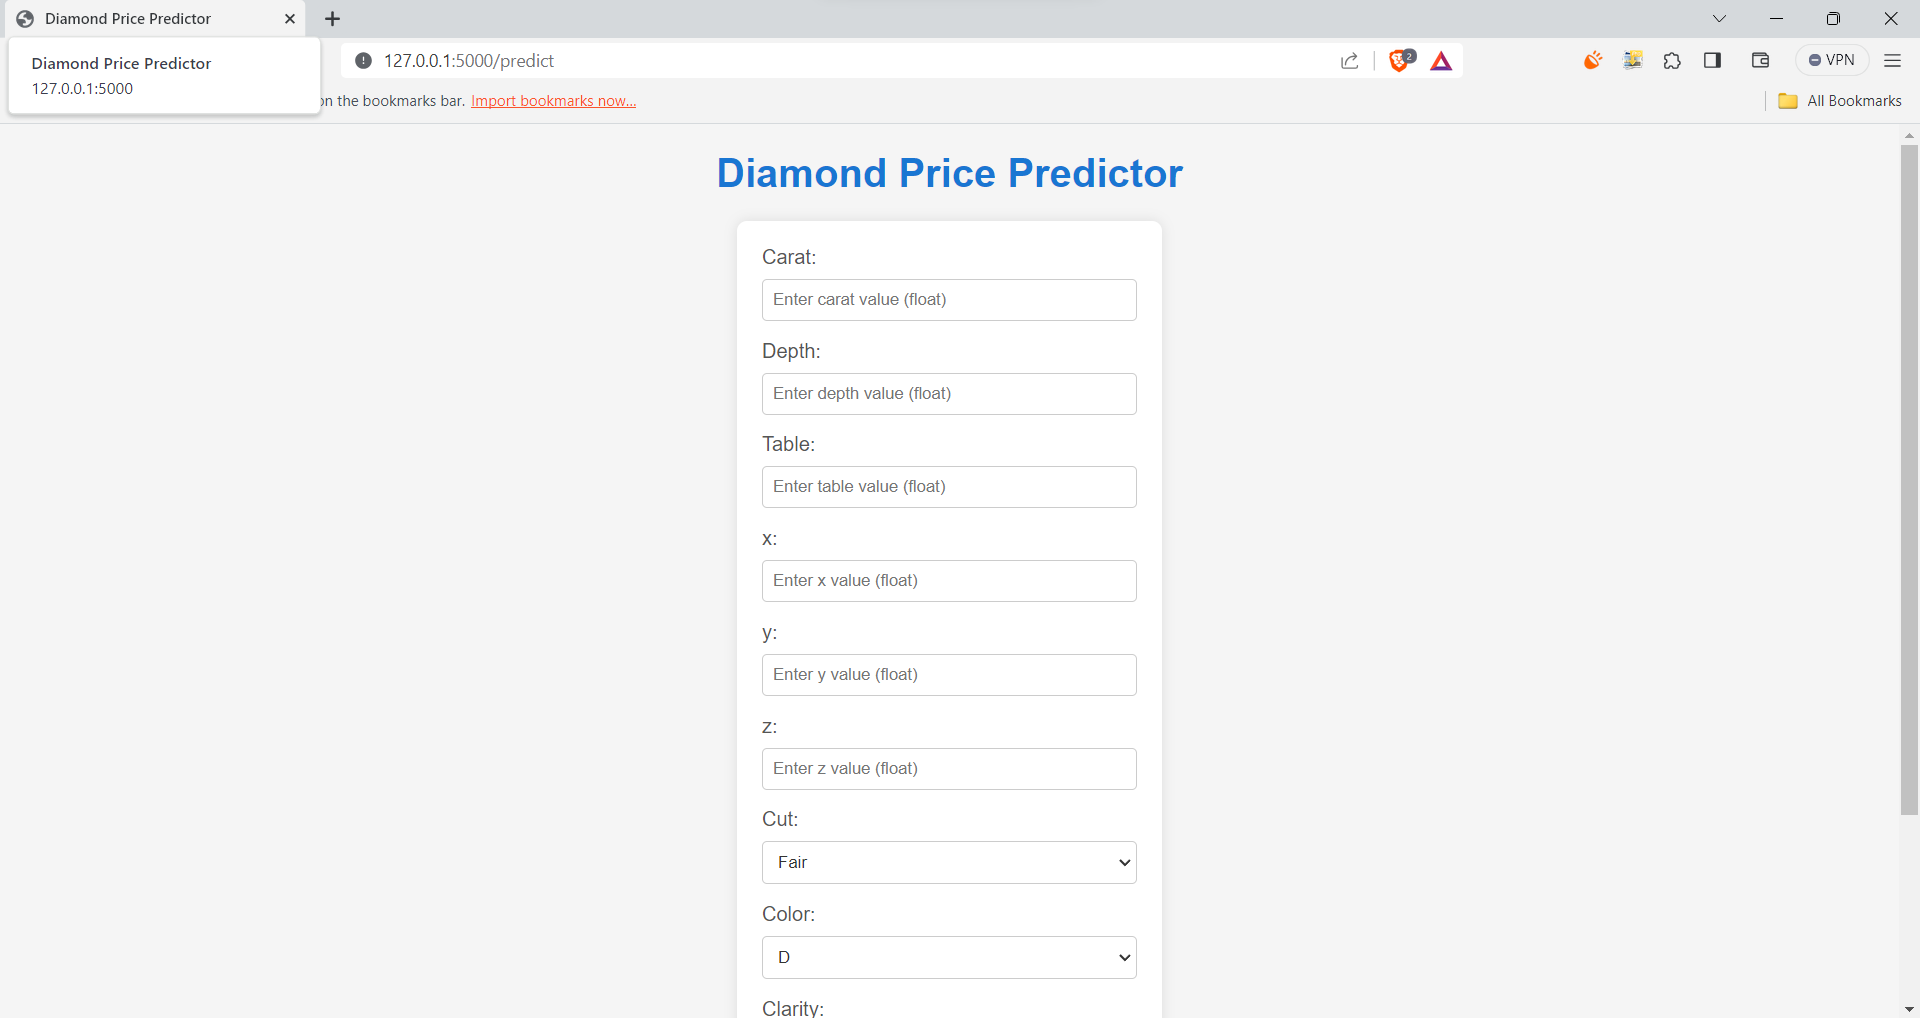 Diamond Price Predictor
Diamond Price Predictor
127.0.0.1:5000
127.0.0.1:5000/predict
2
VPN
on the bookmarks bar. Import bookmarks now...
All Bookmarks
Diamond Price Predictor
Carat:
Enter carat value (float)
Depth:
Enter depth value (float)
Table:
Enter table value (float)
x:
Enter x value (float)
y:
Enter y value (float)
z:
Enter z value (float)
Cut:
Fair
Color:
D
Clarity: